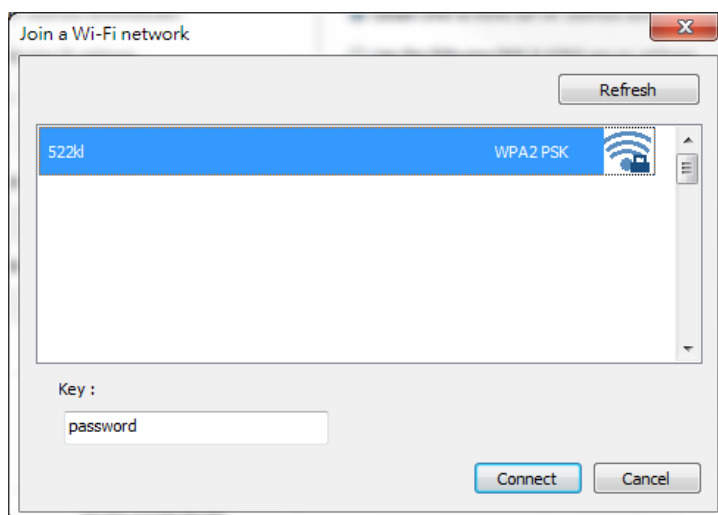 Join a Wi-Fi network
Refresh
522kl WPA2 PSK
Key :
password
Connect Cancel